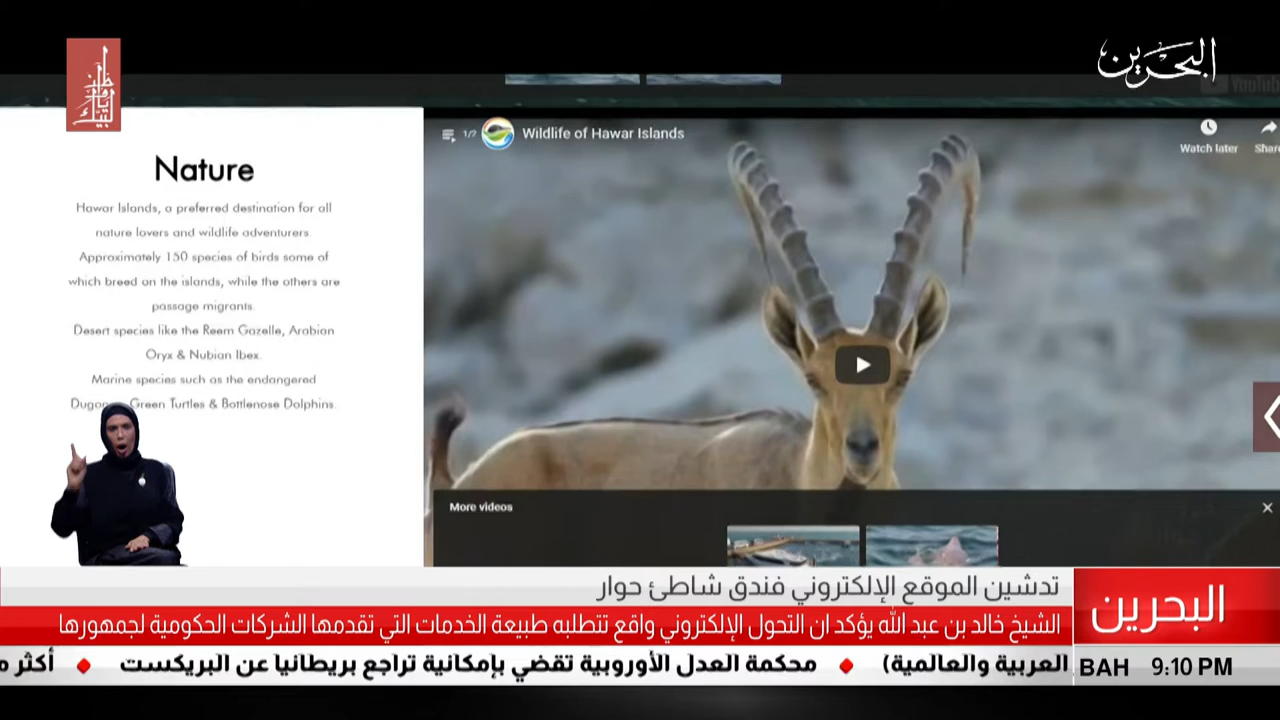 البحرين
YouTube
1/2
Wildlife of Hawar Islands
Watch later
Share
Nature
Hawar Islands, a preferred destination for all
nature lovers and wildlife adventurers.
Approximately 150 species of birds some of
which breed on the islands, while the others are
passage migrants.
Desert species like the Reem Gazelle, Arabian
Oryx & Nubian Ibex.
Marine species such as the endangered
Green Turtles & Bottlenose Dolphins.
More videos
تدشين الموقع الإلكتروني فندق شاطئ حوار
البحرين
الشيخ خالد بن عبد الله يؤكد ان التحول الإلكتروني واقع تتطلبه طبيعة الخدمات التي تقدمها الشركات الحكومية لجمهورها
العربية والعالمية) ♦ محكمة العدل الأوروبية تقضي بإمكانية تراجع بريطانيا عن البريكست ♦ أكثر
BAH 9:10 PM